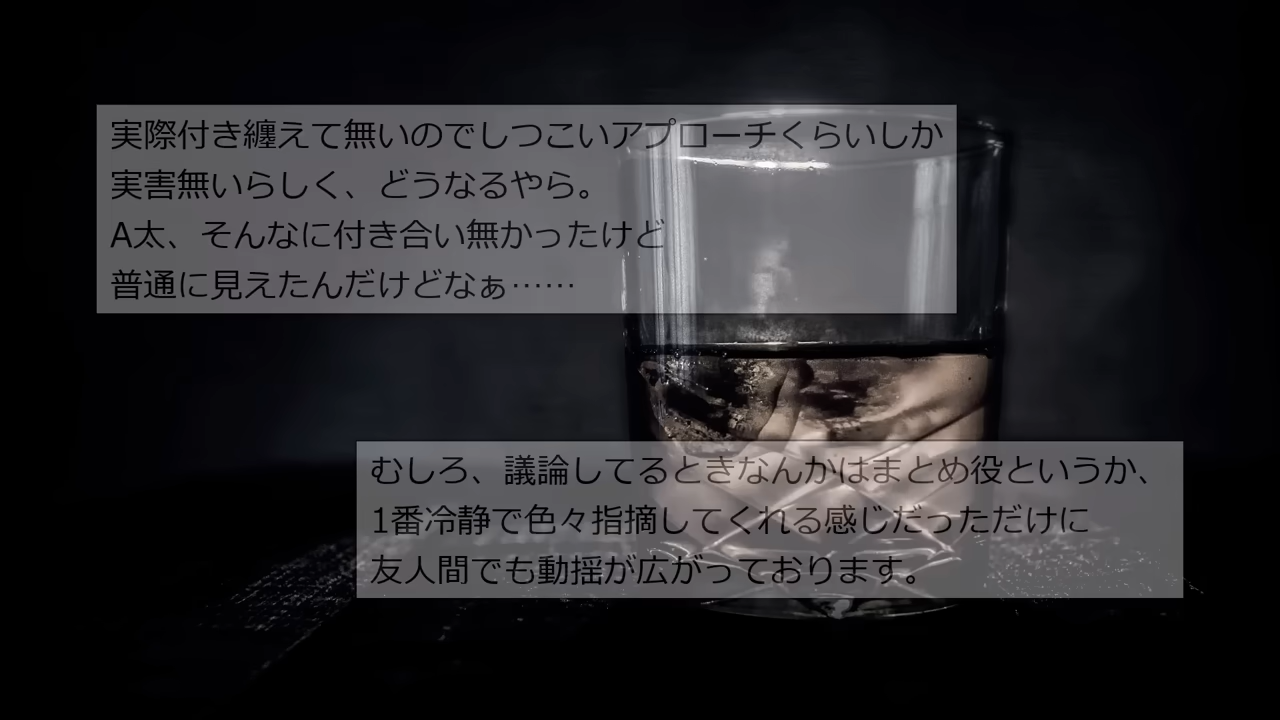 実際付き纏えて無いのでしつこいアプローチくらいしか
実害無いらしく、どうなるやら。
A太、そんなに付き合い無かったけど
普通に見えたんだけどなぁ……
むしろ、議論してるときなんかはまとめ役というか、
1番冷静で色々指摘してくれる感じだっただけに
友人間でも動揺が広がっております。